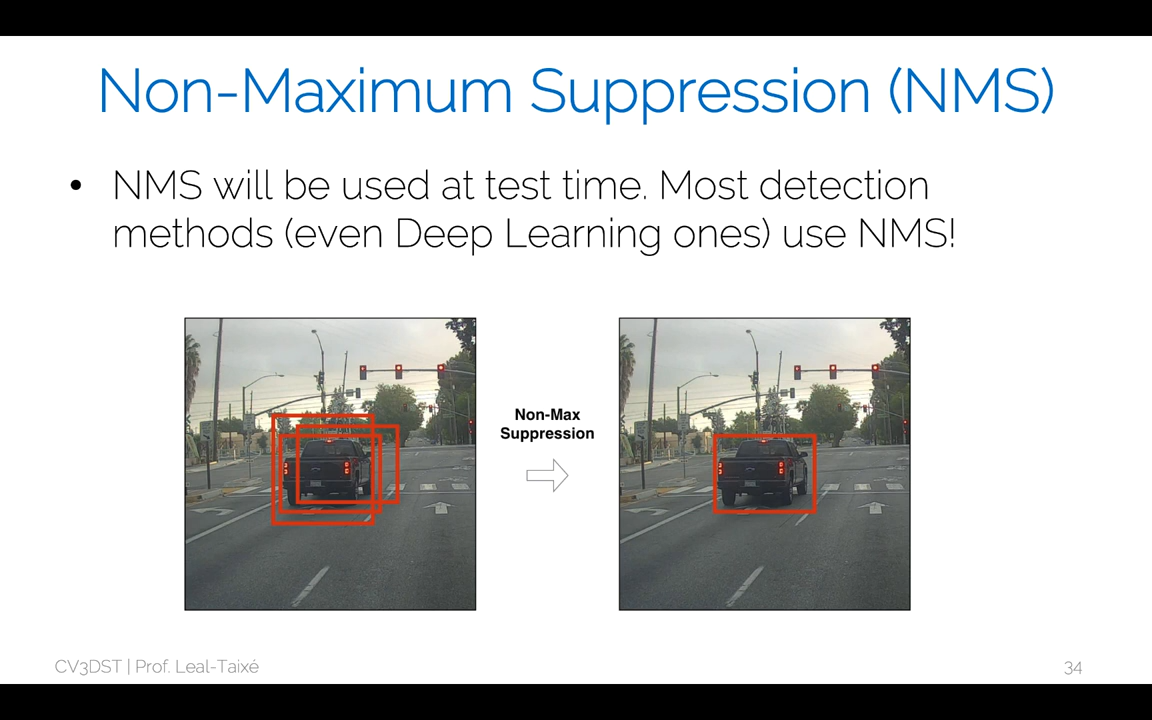 Non-Maximum Suppression (NMS)
• NMS will be used at test time. Most detection
methods (even Deep Learning ones) use NMS!
Non-Max
Suppression
CV3DST | Prof. Leal-Taixé
34